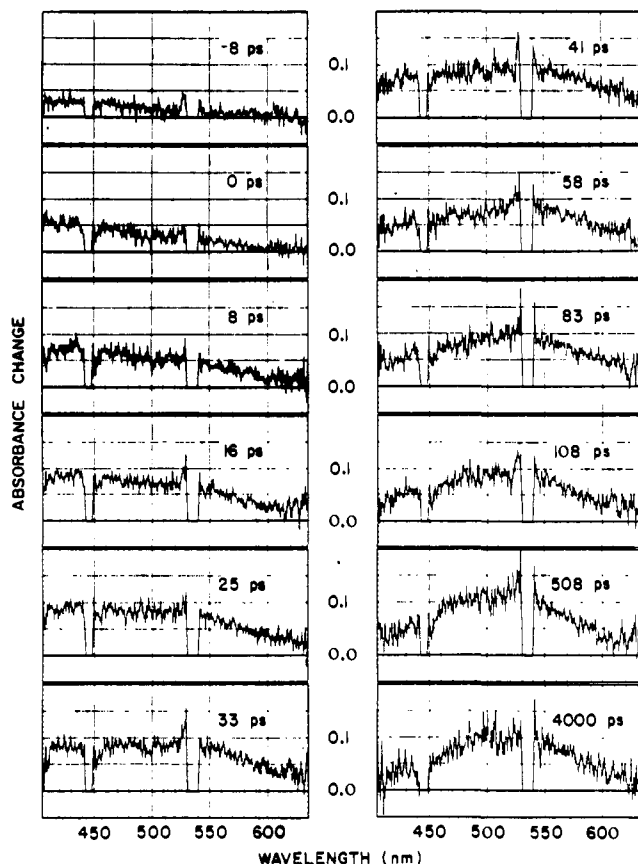 -8 ps
0 ps
8 ps
16 ps
25 ps
33 ps
0.1
0.0
0.1
0.0
0.1
0.0
0.1
0.0
0.1
0.0
0.1
0.0
41 ps
58 ps
83 ps
108 ps
508 ps
4000 ps
ABSORBANCE CHANGE
450 500 550 600
450 500 550 600
WAVELENGTH (nm)